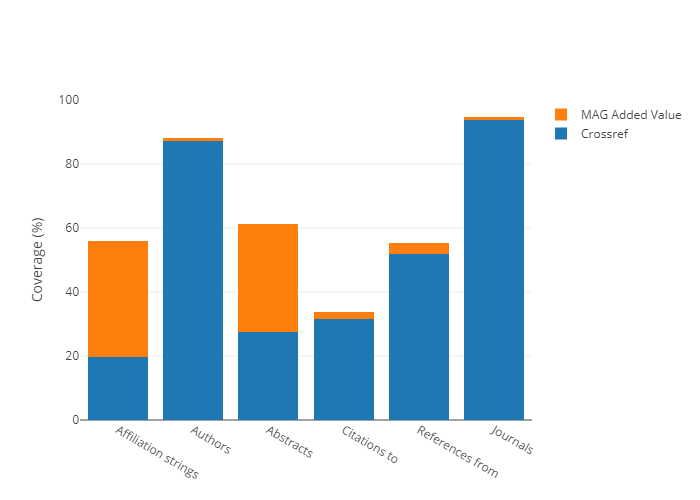 100
80
60
40
20
0
Coverage (%)
Affiliation strings
Authors
Abstracts
Citations to
References from
Journals
MAG Added Value
Crossref